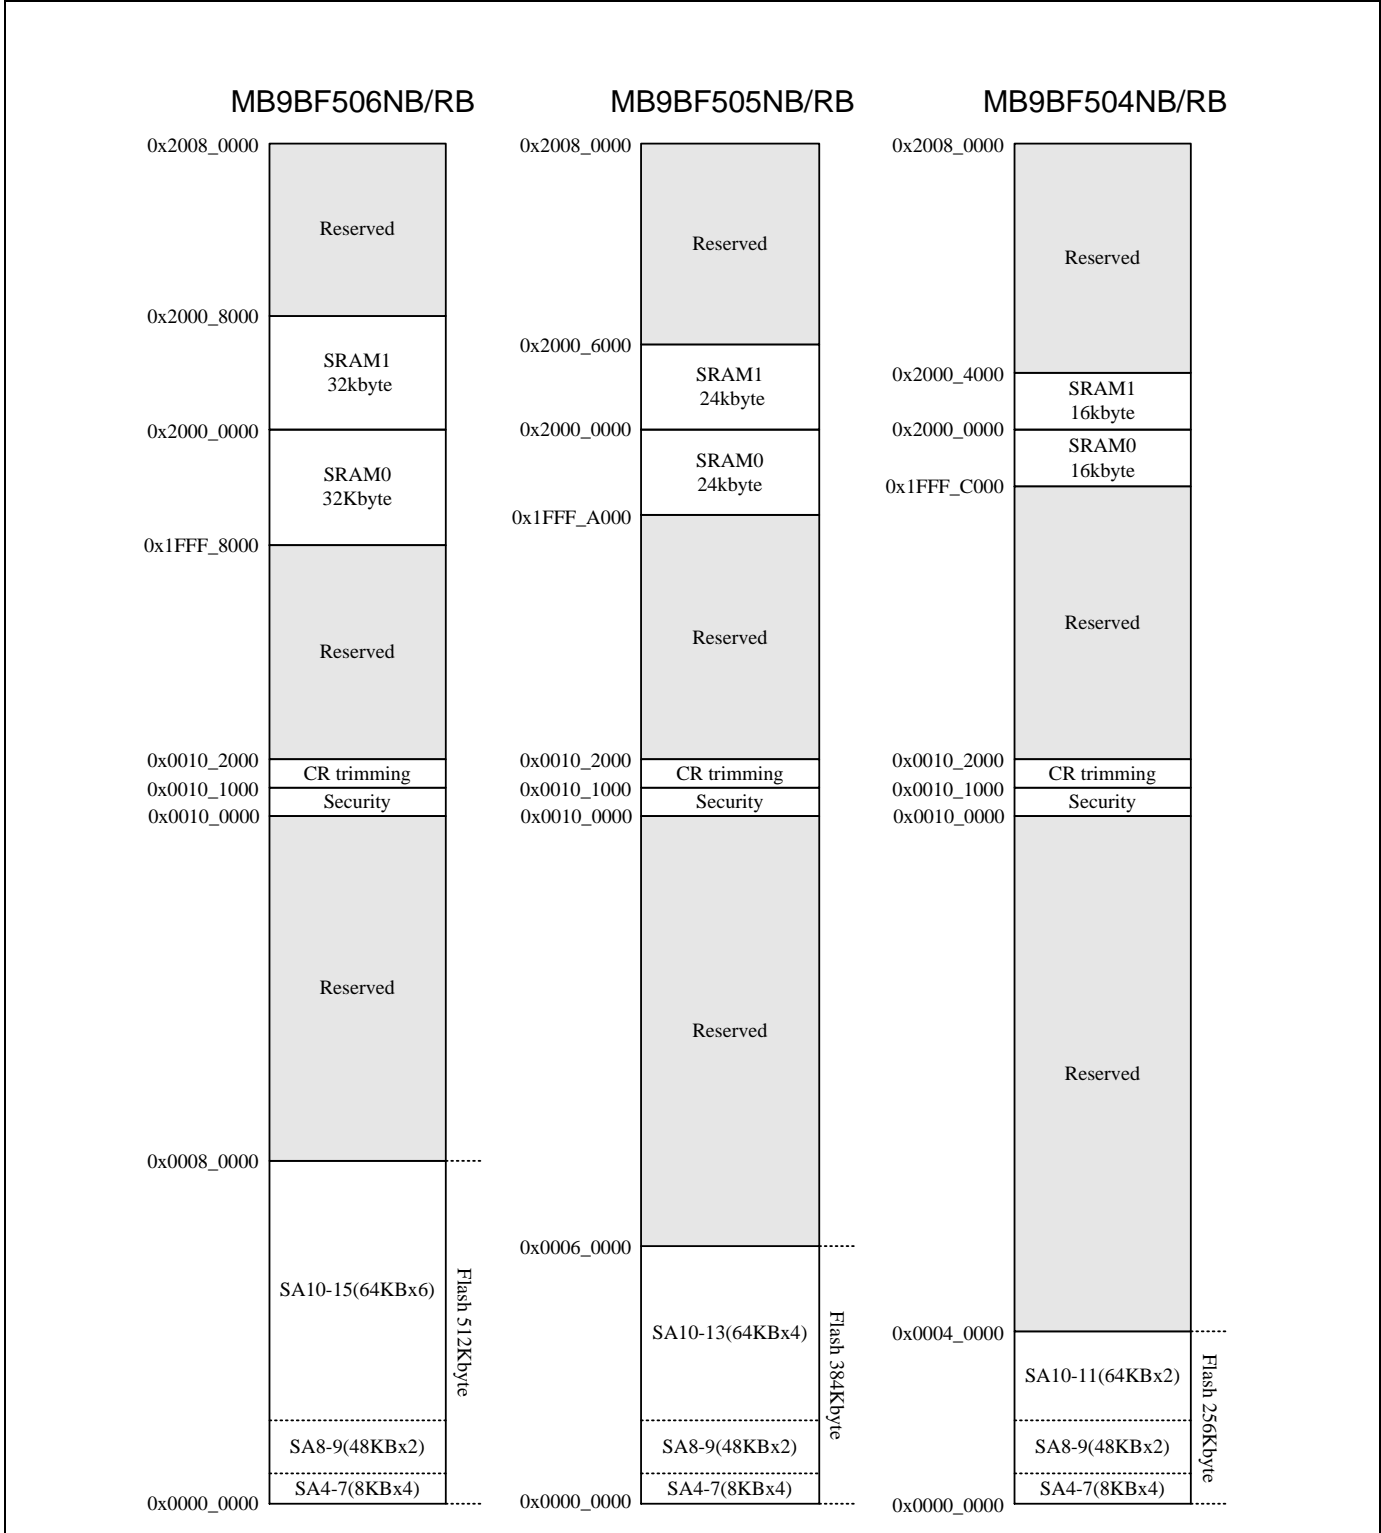 MB9BF506NB/RB
0x2008_0000
Reserved
0x2000_8000
SRAM1
32kbyte
0x2000_0000
SRAM0
32Kbyte
0x1FFF_8000
Reserved
0x0010_2000
CR trimming
0x0010_1000
Security
0x0010_0000
Reserved
0x0008_0000
SA10-15(64KBx6)
Flash 512Kbyte
SA8-9(48KBx2)
SA4-7(8KBx4)
0x0000_0000
MB9BF505NB/RB
0x2008_0000
Reserved
0x2000_6000
SRAM1
24kbyte
0x2000_0000
SRAM0
24kbyte
0x1FFF_A000
Reserved
0x0010_2000
CR trimming
0x0010_1000
Security
0x0010_0000
Reserved
0x0006_0000
SA10-13(64KBx4)
Flash 384Kbyte
SA8-9(48KBx2)
SA4-7(8KBx4)
0x0000_0000
MB9BF504NB/RB
0x2008_0000
Reserved
0x2000_4000
SRAM1
16kbyte
0x2000_0000
SRAM0
16kbyte
0x1FFF_C000
Reserved
0x0010_2000
CR trimming
0x0010_1000
Security
0x0010_0000
Reserved
0x0004_0000
SA10-11(64KBx2)
Flash 256Kbyte
SA8-9(48KBx2)
SA4-7(8KBx4)
0x0000_0000